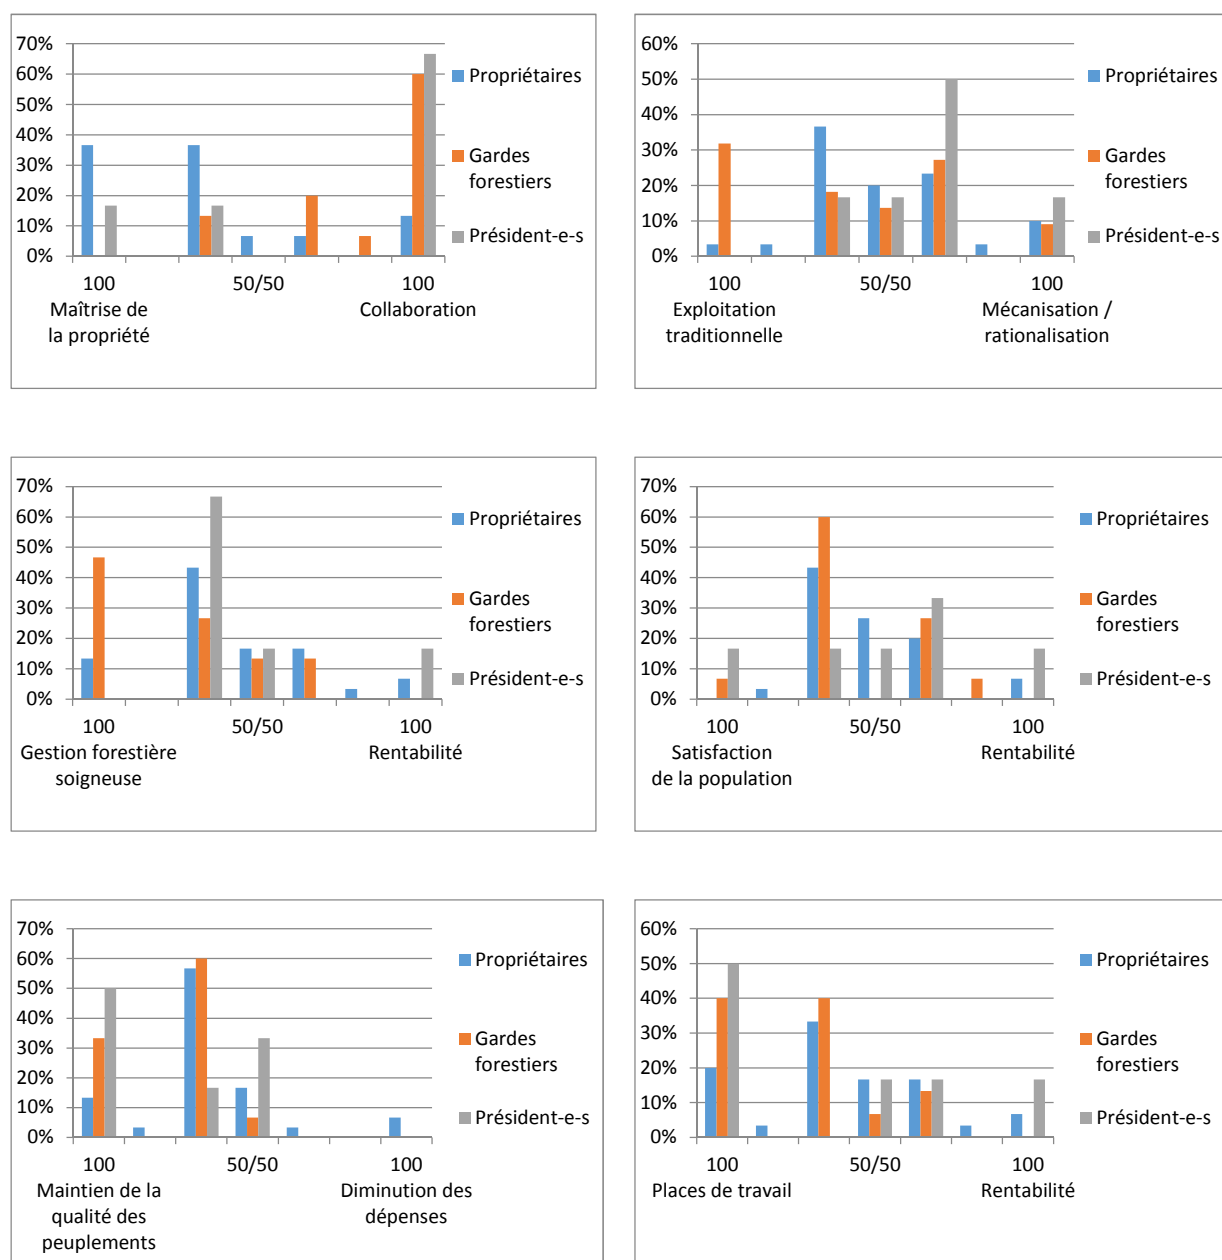 70%
60%
50%
40%
30%
20%
10%
0%
100
50/50
100
Maîtrise de
la propriété
Collaboration
Propriétaires
Gardes
forestiers
Président-e-s
60%
50%
40%
30%
20%
10%
0%
100
50/50
100
Exploitation
traditionnelle
Mécanisation /
rationalisation
Propriétaires
Gardes
forestiers
Président-e-s
70%
60%
50%
40%
30%
20%
10%
0%
100
50/50
100
Gestion forestière
soigneuse
Rentabilité
Propriétaires
Gardes
forestiers
Président-e-s
70%
60%
50%
40%
30%
20%
10%
0%
100
50/50
100
Satisfaction
de la population
Rentabilité
Propriétaires
Gardes
forestiers
Président-e-s
70%
60%
50%
40%
30%
20%
10%
0%
100
50/50
100
Maintien de la
qualité des
peuplements
Diminution des
dépenses
Propriétaires
Gardes
forestiers
Président-e-s
60%
50%
40%
30%
20%
10%
0%
100
50/50
100
Places de travail
Rentabilité
Propriétaires
Gardes
forestiers
Président-e-s